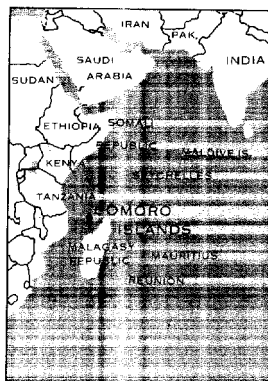 IRAN
PAK.
SAUDI
ARABIA
INDIA
SUDAN
ETHIOPIA
SOMALI
REPUBLIC
KENYA
MALDIVE IS.
SEYCHELLES
TANZANIA
COMORO
ISLANDS
MALAGASY
REPUBLIC
MAURITIUS
REUNION